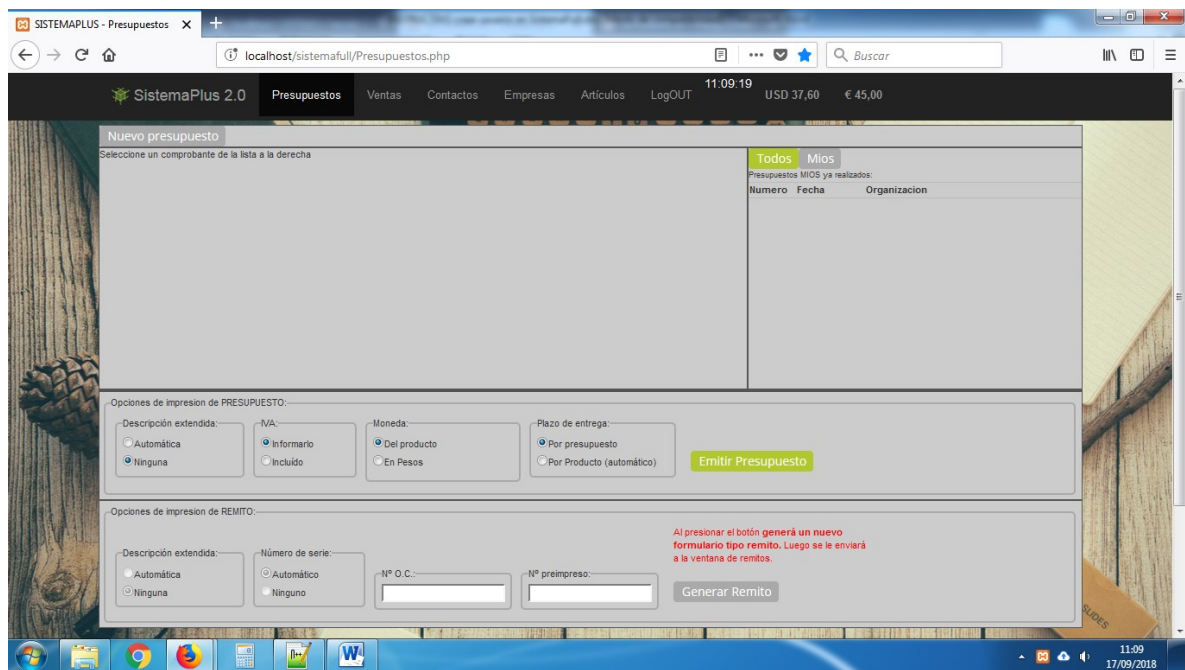 SISTEMAPLUS - Presupuestos
localhost/sistemafull/Presupuestos.php
Buscar
SistemaPlus 2.0 Presupuestos Ventas Contactos Empresas Artículos LogOUT 11:09:19 USD 37,60 € 45,00
Nuevo presupuesto
Seleccione un comprobante de la lista a la derecha
Todos Mios
Presupuestos MIOS ya realizados:
Numero Fecha Organizacion
Opciones de impresion de PRESUPUESTO:
Descripción extendida: IVA: Moneda: Plazo de entrega:
Automática Informarlo Del producto Por presupuesto
Ninguna Incluído En Pesos Por Producto (automático)
Emitir Presupuesto
Opciones de impresion de REMITO:
Al presionar el botón generá un nuevo
formulario tipo remito. Luego se le enviará
a la ventana de remitos.
Descripción extendida: Número de serie:
Automática Automático Nº O.C.: Nº preimpreso:
Ninguna Ninguno
Generar Remito
SLIDES
11:09
17/09/2018